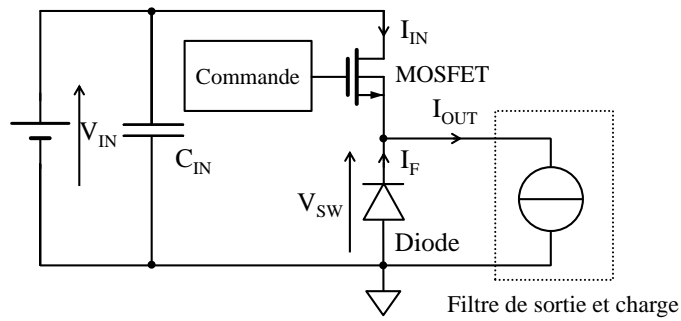 I_IN
Commande
MOSFET
I_OUT
V_IN
C_IN
I_F
V_SW
Diode
Filtre de sortie et charge